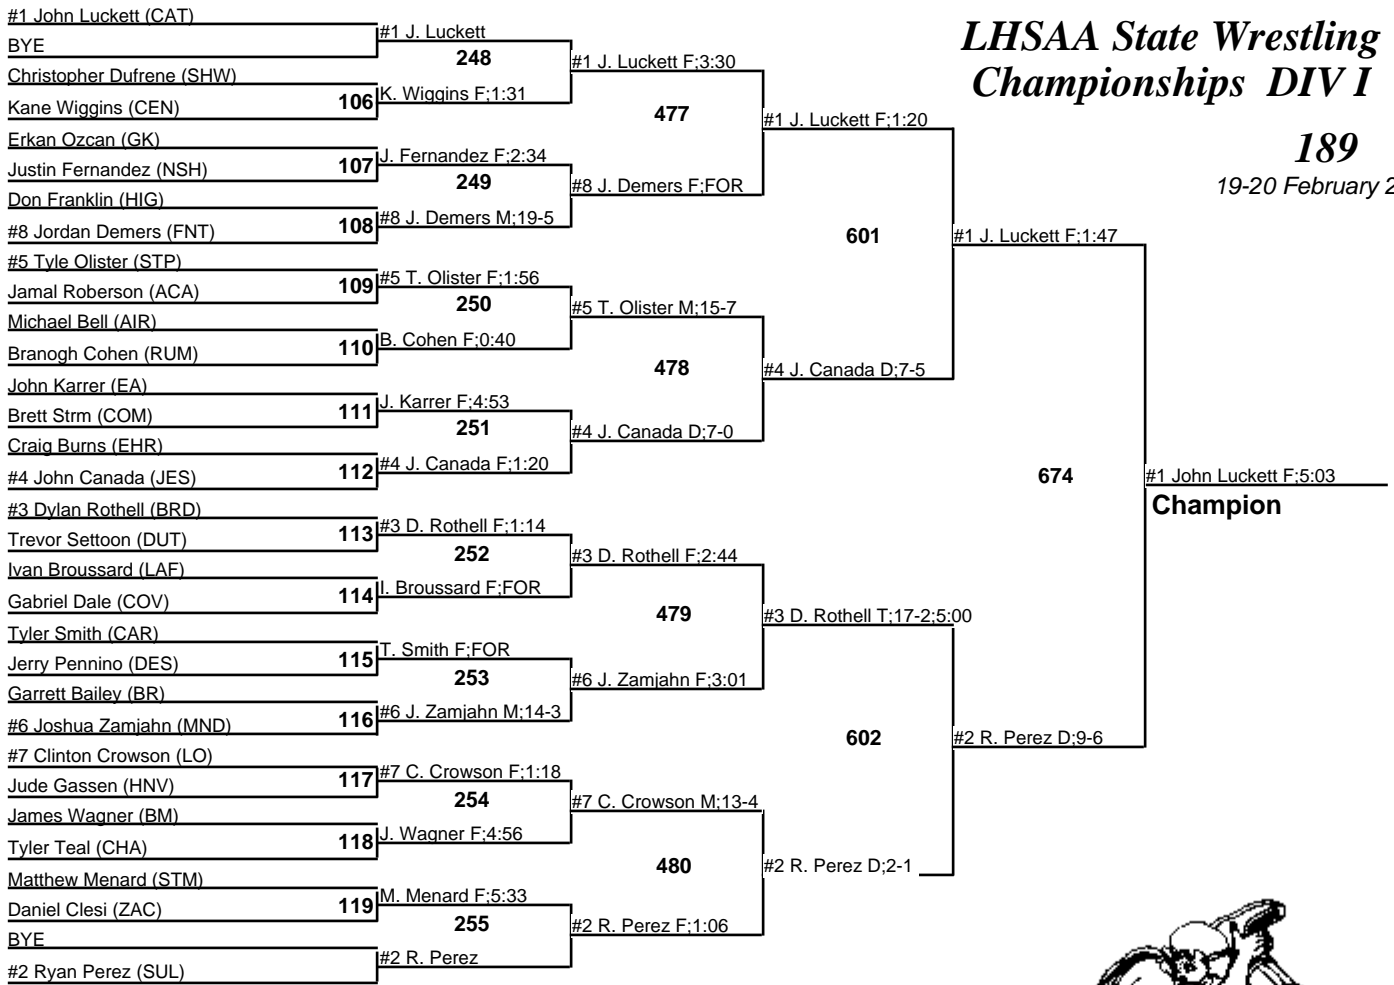 LHSAA State Wrestling
Championships DIV I
189
19-20 February 2
#1 John Luckett (CAT)
BYE
Christopher Dufrene (SHW)
Kane Wiggins (CEN)
Erkan Ozcan (GK)
Justin Fernandez (NSH)
Don Franklin (HIG)
#8 Jordan Demers (FNT)
#5 Tyle Olister (STP)
Jamal Roberson (ACA)
Michael Bell (AIR)
Branogh Cohen (RUM)
John Karrer (EA)
Brett Strm (COM)
Craig Burns (EHR)
#4 John Canada (JES)
#3 Dylan Rothell (BRD)
Trevor Settoon (DUT)
Ivan Broussard (LAF)
Gabriel Dale (COV)
Tyler Smith (CAR)
Jerry Pennino (DES)
Garrett Bailey (BR)
#6 Joshua Zamjahn (MND)
#7 Clinton Crowson (LO)
Jude Gassen (HNV)
James Wagner (BM)
Tyler Teal (CHA)
Matthew Menard (STM)
Daniel Clesi (ZAC)
BYE
#2 Ryan Perez (SUL)
106
107
108
109
110
111
112
113
114
115
116
117
118
119
#1 J. Luckett
248
K. Wiggins F;1:31
J. Fernandez F;2:34
249
#8 J. Demers M;19-5
#5 T. Olister F;1:56
250
B. Cohen F;0:40
J. Karrer F;4:53
251
#4 J. Canada F;1:20
#3 D. Rothell F;1:14
252
I. Broussard F;FOR
T. Smith F;FOR
253
#6 J. Zamjahn M;14-3
#7 C. Crowson F;1:18
254
J. Wagner F;4:56
M. Menard F;5:33
255
#2 R. Perez
#1 J. Luckett F;3:30
477
#8 J. Demers F;FOR
#5 T. Olister M;15-7
478
#4 J. Canada D;7-0
#3 D. Rothell F;2:44
479
#6 J. Zamjahn F;3:01
#7 C. Crowson M;13-4
480
#2 R. Perez F;1:06
#1 J. Luckett F;1:20
601
#4 J. Canada D;7-5
#3 D. Rothell T;17-2;5:00
602
#2 R. Perez D;2-1
#1 J. Luckett F;1:47
674
#2 R. Perez D;9-6
#1 John Luckett F;5:03
Champion